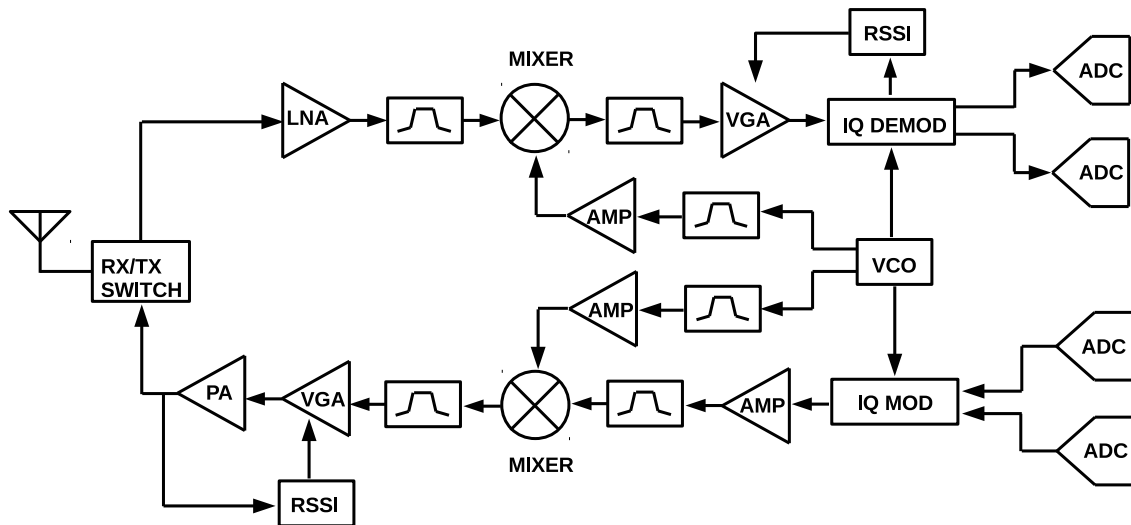 RSSI
MIXER
ADC
LNA
VGA
IQ DEMOD
ADC
AMP
RX/TX
SWITCH
VCO
AMP
ADC
PA
VGA
AMP
IQ MOD
ADC
MIXER
RSSI